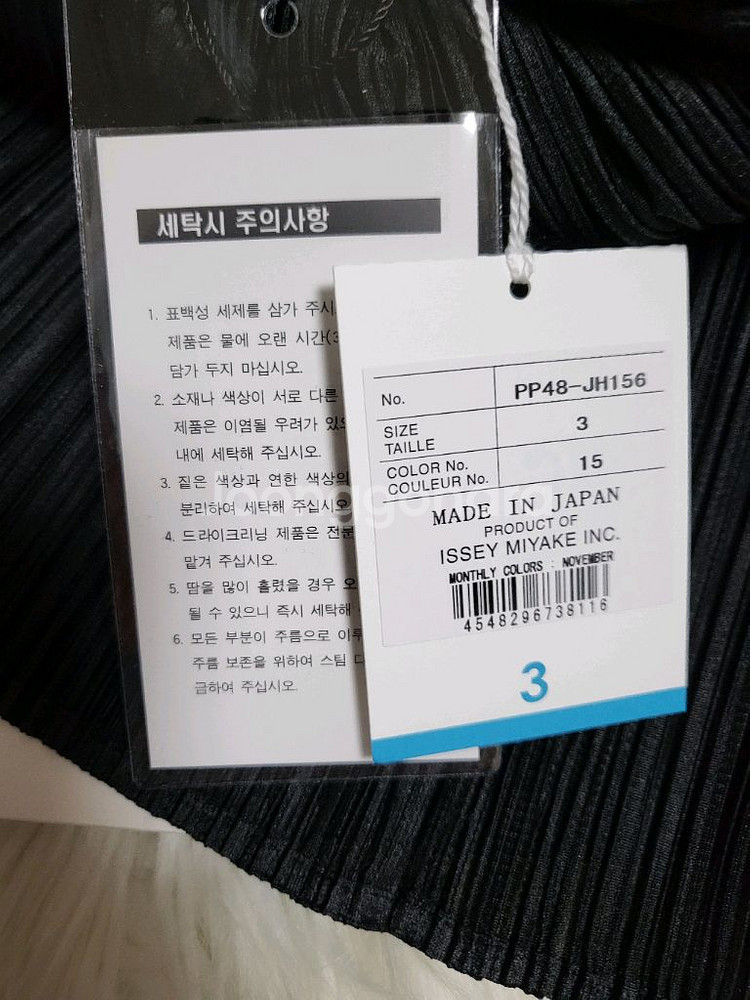 세탁시 주의사항
1. 표백성 세제를 삼가 주시
제품은 물에 오랜 시간(3
담가 두지 마십시오.
2. 소재나 색상이 서로 다른
제품은 이염될 우려가 있으
내에 세탁해 주십시오.
3. 짙은 색상과 연한 색상의
분리하여 세탁해 주십시오
4. 드라이크리닝 제품은 전문
맡겨 주십시오.
5. 땀을 많이 흘렸을 경우 오
될 수 있으니 즉시 세탁해
6. 모든 부분이 주름으로 이루
주름 보존을 위하여 스팀 다
금하여 주십시오.
No. PP48-JH156
SIZE
TAILLE 3
COLOR No.
COULEUR No. 15
MADE IN JAPAN
PRODUCT OF
ISSEY MIYAKE INC.
MONTHLY COLORS : NOVEMBER
4548296738116
3